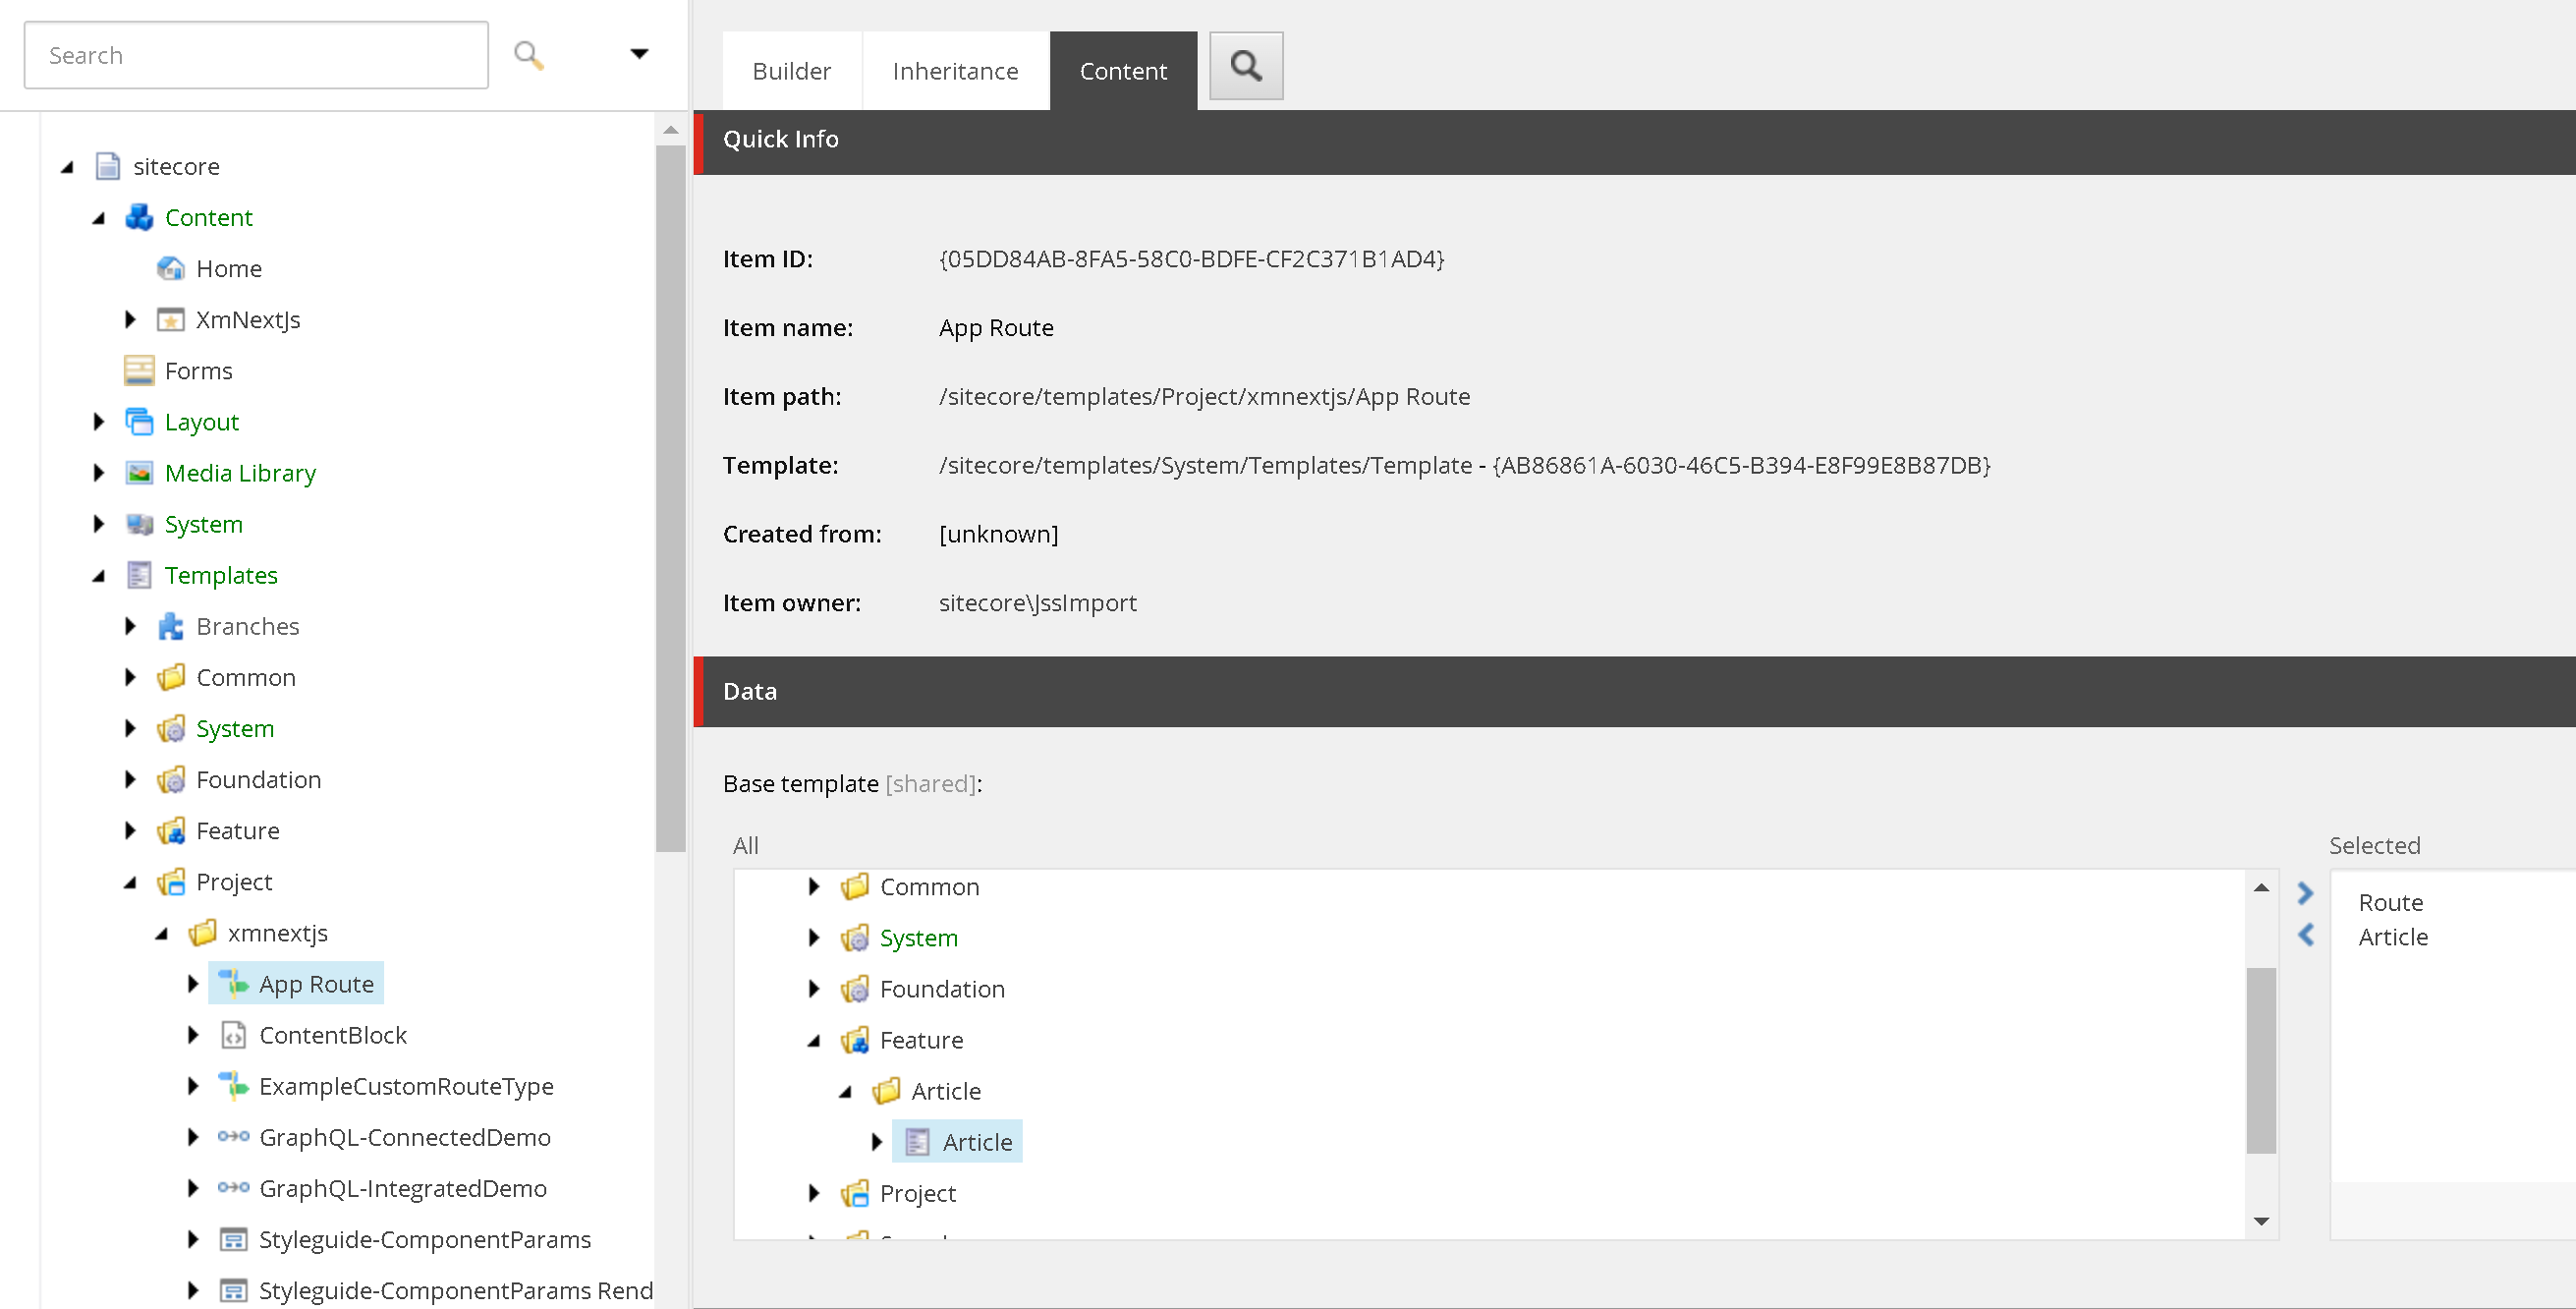 Search
sitecore
Content
Home
XmNextJs
Forms
Layout
Media Library
System
Templates
Branches
Common
System
Foundation
Feature
Project
xmnextjs
App Route
ContentBlock
ExampleCustomRouteType
GraphQL-ConnectedDemo
GraphQL-IntegratedDemo
Styleguide-ComponentParams
Styleguide-ComponentParams Rend
Builder Inheritance Content
Quick Info
Item ID: {05DD84AB-8FA5-58C0-BDFE-CF2C371B1AD4}
Item name: App Route
Item path: /sitecore/templates/Project/xmnextjs/App Route
Template: /sitecore/templates/System/Templates/Template - {AB86861A-6030-46C5-B394-E8F99E8B87DB}
Created from: [unknown]
Item owner: sitecore\JssImport
Data
Base template [shared]:
All
Common
System
Foundation
Feature
Article
Article
Project
Selected
Route
Article